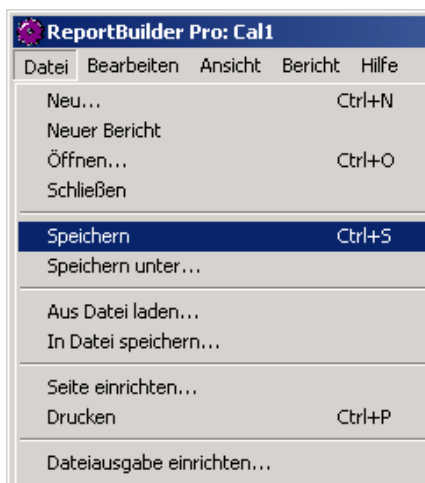 ReportBuilder Pro: Cal1
Datei Bearbeiten Ansicht Bericht Hilfe
Neu... Ctrl+N
Neuer Bericht
Öffnen... Ctrl+O
Schließen
Speichern Ctrl+S
Speichern unter...
Aus Datei laden...
In Datei speichern...
Seite einrichten...
Drucken Ctrl+P
Dateiausgabe einrichten...